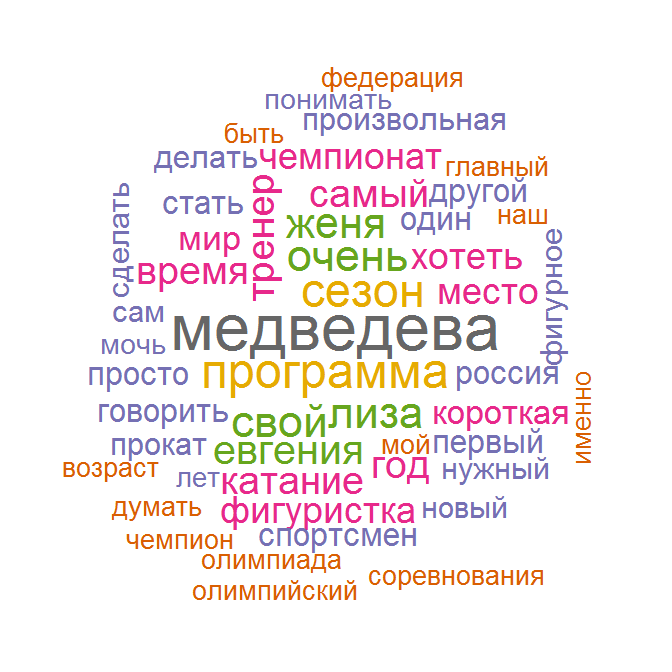 федерация
понимать
произвольная
быть
делать
чемпионат
главный
сделать
стать
тренер
самый
другой
женя
один
наш
мир
очень
хотеть
фигурное
время
сезон
место
сам
медведева
мочь
просто
программа
россия
именно
говорить
свой
лиза
короткая
прокат
евгения
мой
первый
возраст
лет
катание
год
нужный
думать
фигуристка
новый
чемпион
спортсмен
олимпиада
соревнования
олимпийский